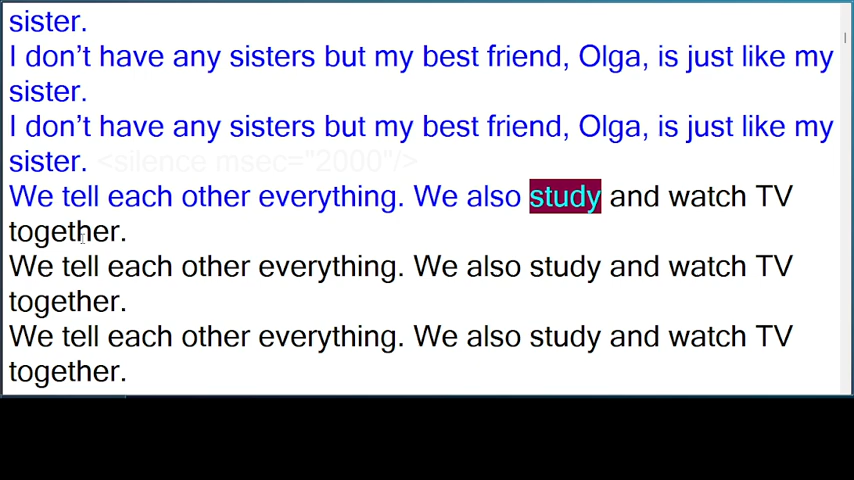 sister.
I don’t have any sisters but my best friend, Olga, is just like my
sister.
I don’t have any sisters but my best friend, Olga, is just like my
sister. <silence msec="2000"/>
We tell each other everything. We also study and watch TV
together.
We tell each other everything. We also study and watch TV
together.
We tell each other everything. We also study and watch TV
together.